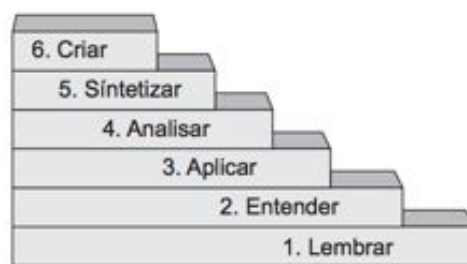 6. Criar
5. Síntetizar
4. Analisar
3. Aplicar
2. Entender
1. Lembrar